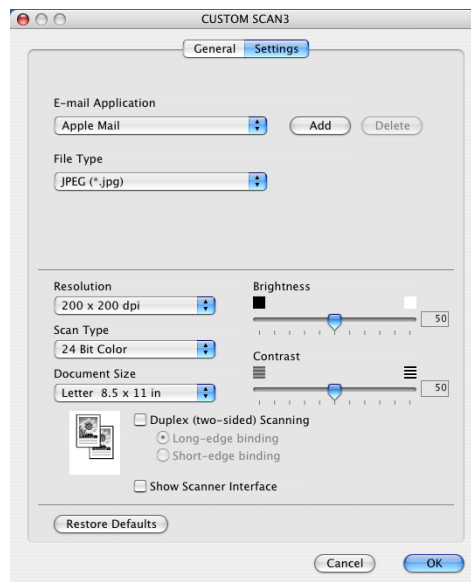 CUSTOM SCAN3
General Settings
E-mail Application
Apple Mail Add Delete
File Type
JPEG (*.jpg)
Resolution
200 x 200 dpi
Scan Type
24 Bit Color
Document Size
Letter 8.5 x 11 in
Brightness
50
Contrast
50
Duplex (two-sided) Scanning
Long-edge binding
Short-edge binding
Show Scanner Interface
Restore Defaults
Cancel OK